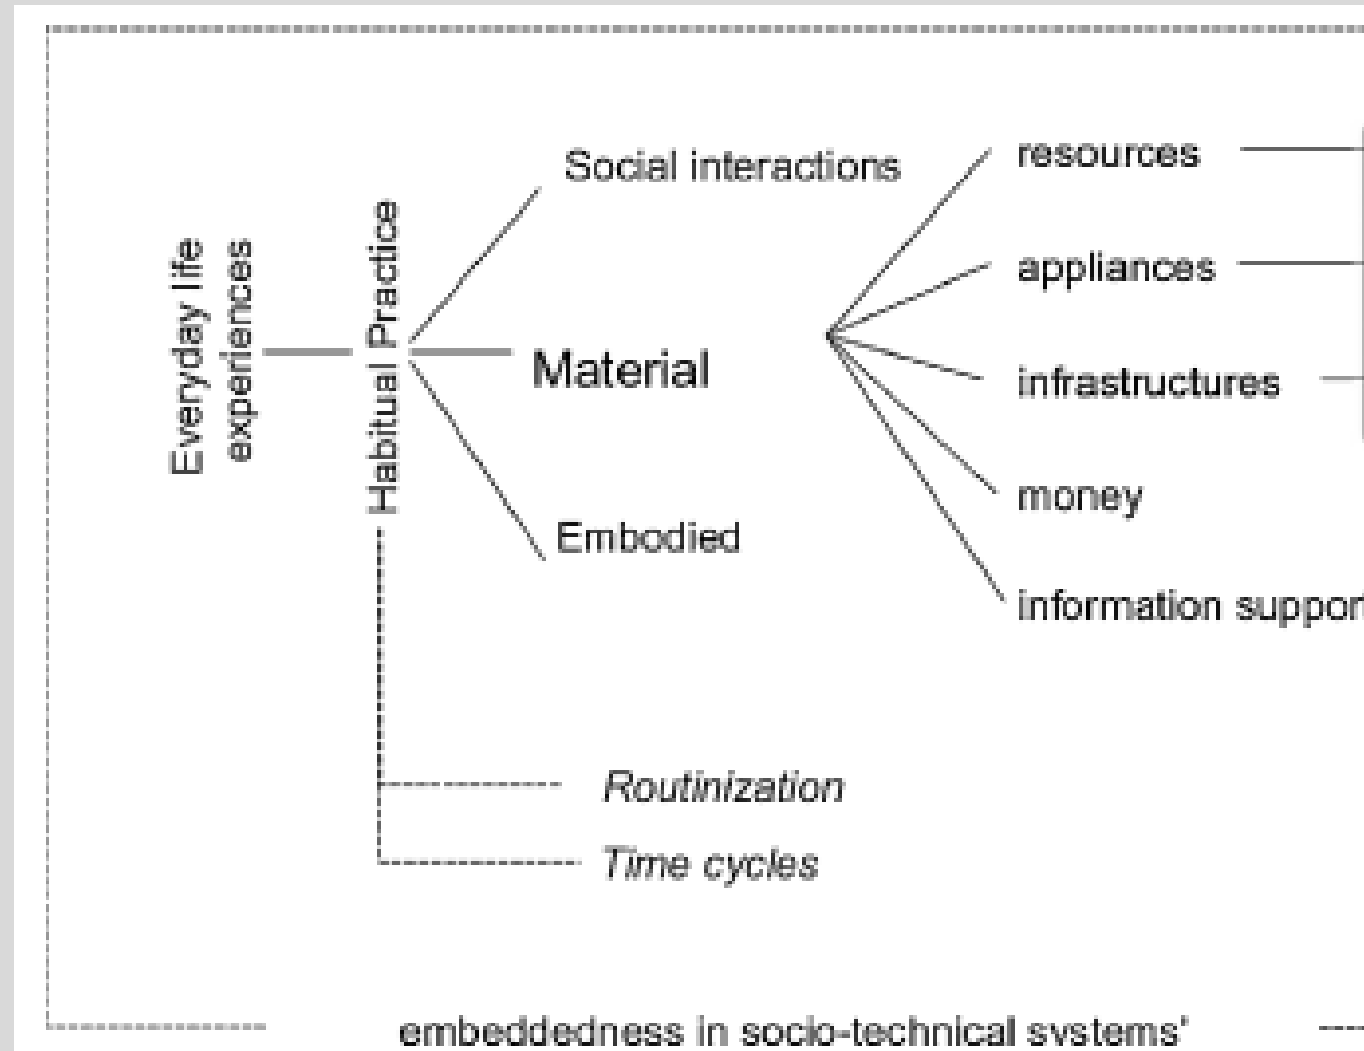 Everyday life
experiences
Habitual Practice
Social interactions
Material
Embodied
resources
appliances
infrastructures
money
information support
Routinization
Time cycles
embeddedness in socio-technical systems'